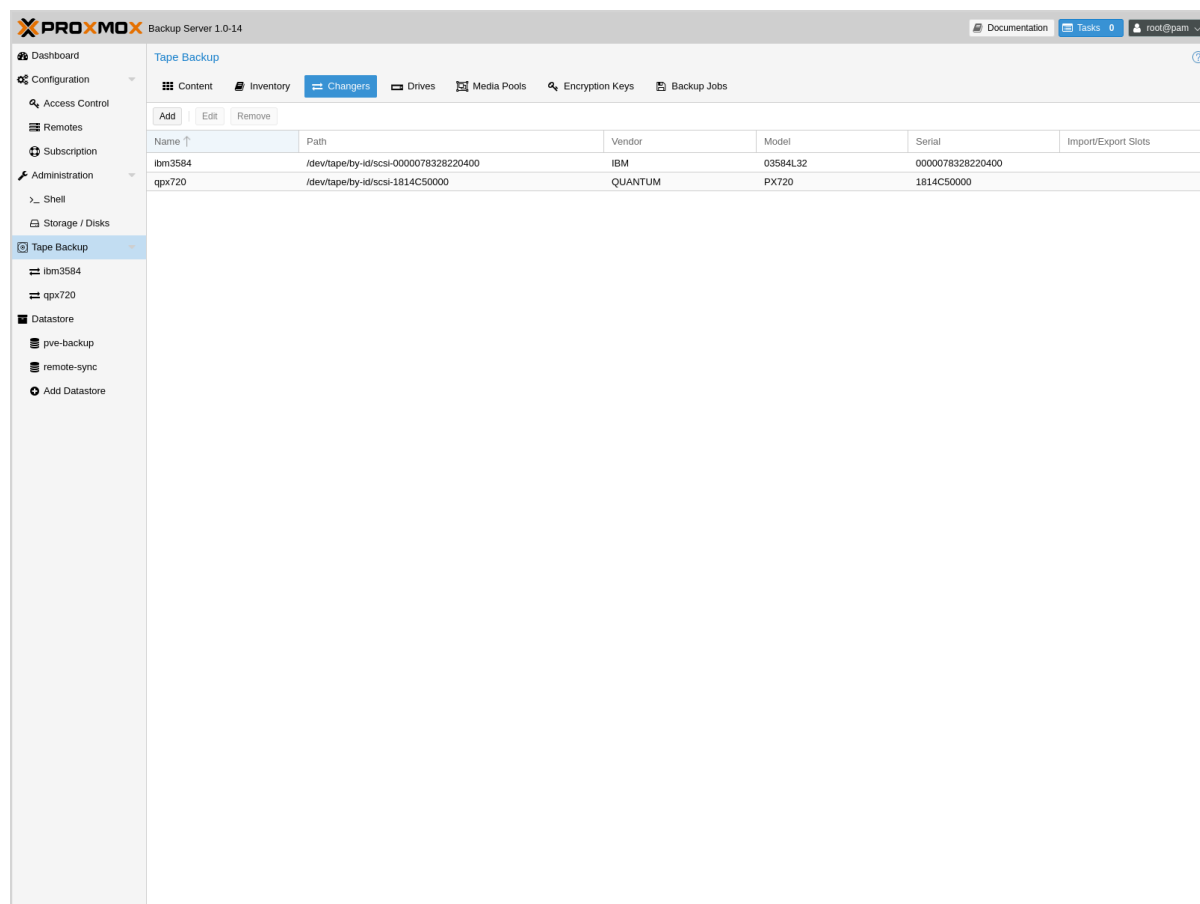 PROXMOX Backup Server 1.0-14 Documentation Tasks 0 root@pam
Dashboard
Configuration
Access Control
Remotes
Subscription
Administration
>_ Shell
Storage / Disks
Tape Backup
ibm3584
qpx720
Datastore
pve-backup
remote-sync
Add Datastore
Tape Backup
Content Inventory Changers Drives Media Pools Encryption Keys Backup Jobs
Add Edit Remove
Name Path Vendor Model Serial Import/Export Slots
ibm3584 /dev/tape/by-id/scsi-0000078328220400 IBM 03584L32 0000078328220400
qpx720 /dev/tape/by-id/scsi-1814C50000 QUANTUM PX720 1814C50000